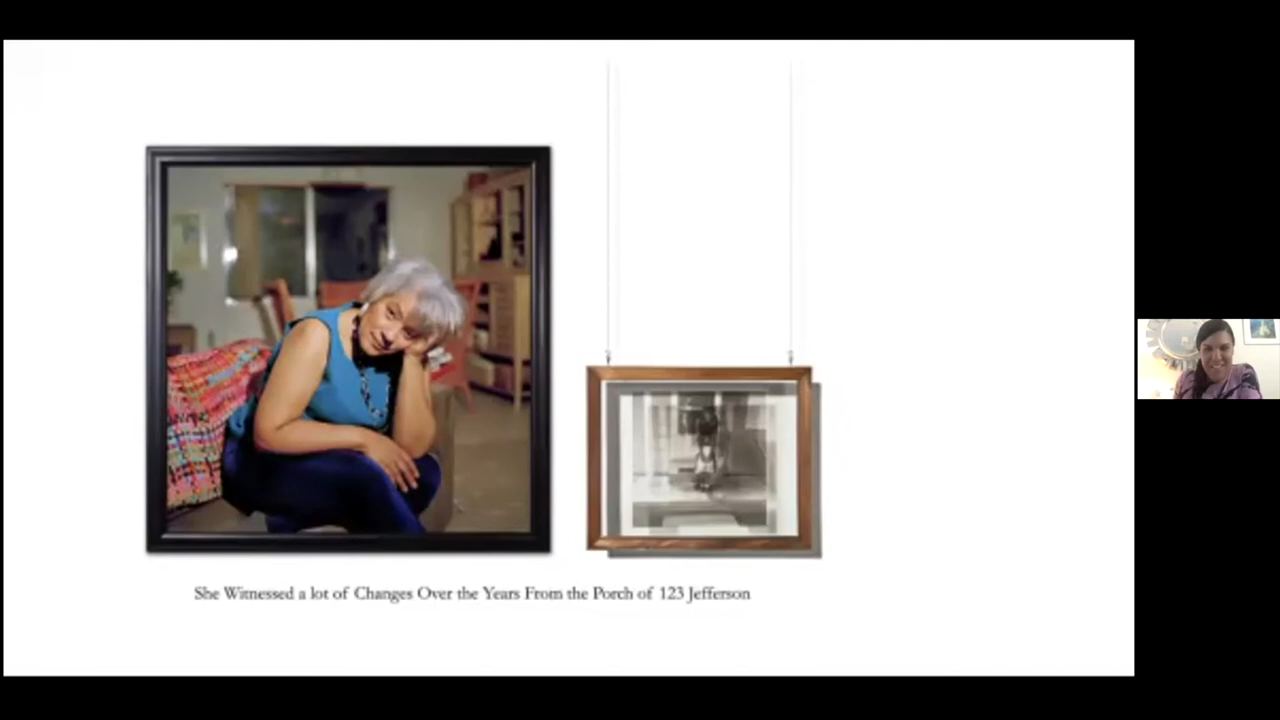 She Witnessed a lot of Changes Over the Years From the Porch of 123 Jefferson